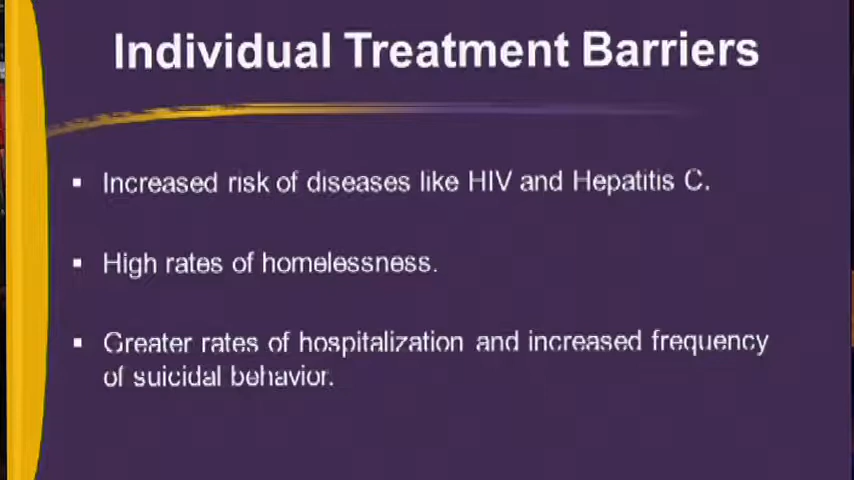 Individual Treatment Barriers
▪ Increased risk of diseases like HIV and Hepatitis C.
▪ High rates of homelessness.
▪ Greater rates of hospitalization and increased frequency
of suicidal behavior.